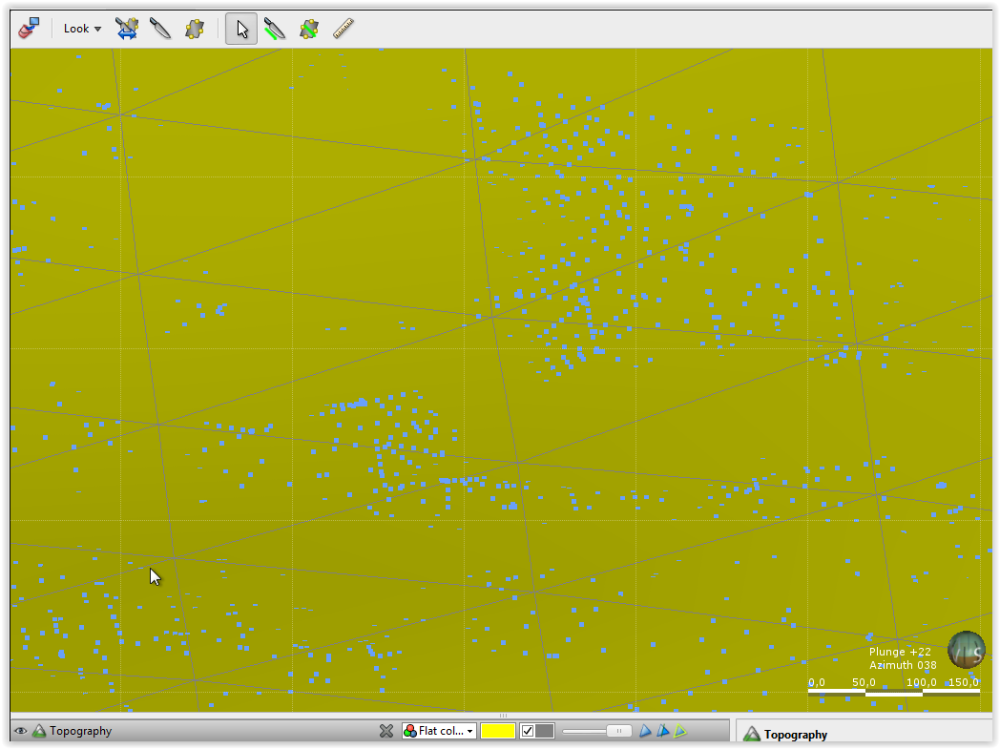 Look
Plunge +22
Azimuth 038
0,0 50,0 100,0 150,0
Topography
Flat col...
Topography